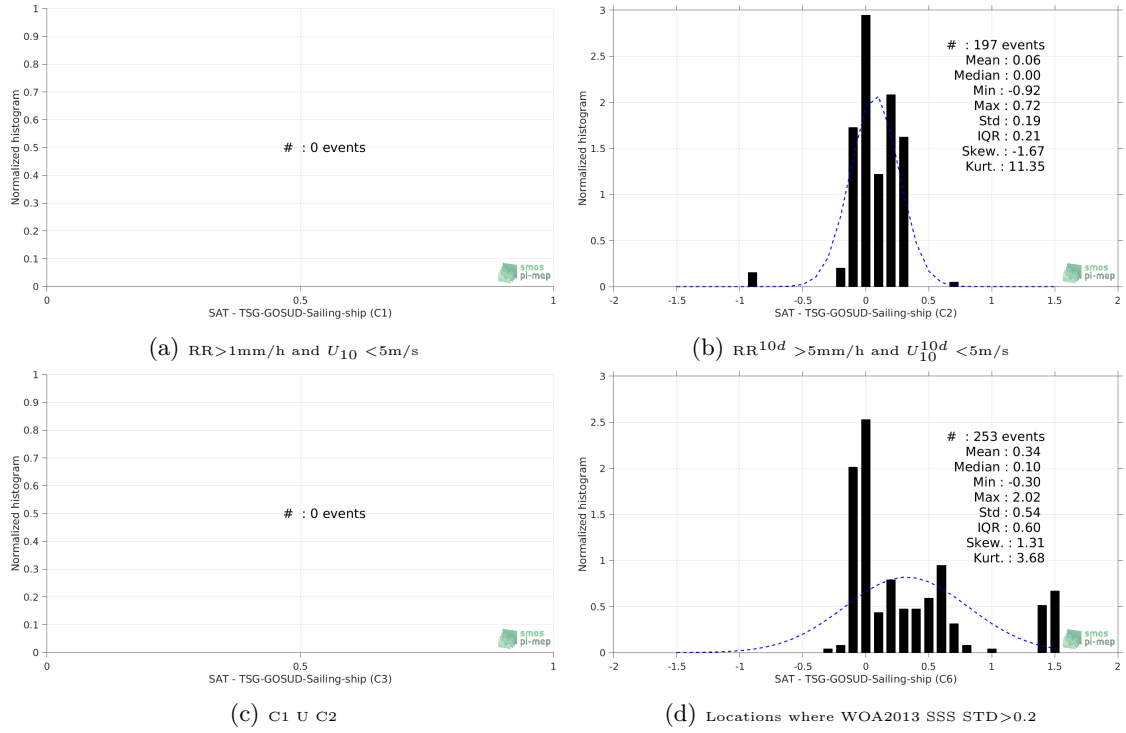 1
0.9
0.8
0.7
0.6
0.5
0.4
0.3
0.2
0.1
0
Normalized histogram
# : 0 events
smos
pi-mep
0
0.5
1
SAT - TSG-GOSUD-Sailing-ship (C1)
(a) RR>1mm/h and U10 <5m/s
3
2.5
2
1.5
1
0.5
0
Normalized histogram
# : 197 events
Mean : 0.06
Median : 0.00
Min : -0.92
Max : 0.72
Std : 0.19
IQR : 0.21
Skew. : -1.67
Kurt. : 11.35
smos
pi-mep
-2
-1
-0.5
0
0.5
1
1.5
2
SAT - TSG-GOSUD-Sailing-ship (C2)
(b) RR10d >5mm/h and U10d10 <5m/s
1
0.9
0.8
0.7
0.6
0.5
0.4
0.3
0.2
0.1
0
Normalized histogram
# : 0 events
smos
pi-mep
0
0.5
1
SAT - TSG-GOSUD-Sailing-ship (C3)
(c) C1 U C2
3
2.5
2
1.5
1
0.5
0
Normalized histogram
# : 253 events
Mean : 0.34
Median : 0.10
Min : -0.30
Max : 2.02
Std : 0.54
IQR : 0.60
Skew. : 1.31
Kurt. : 3.68
smos
pi-mep
-2
-1.5
-1
-0.5
0
0.5
1
1.5
2
SAT - TSG-GOSUD-Sailing-ship (C6)
(d) Locations where WOA2013 SSS STD>0.2